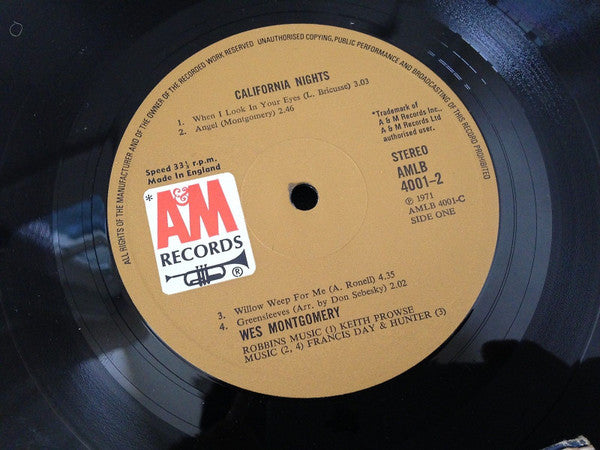 ALL RIGHTS OF THE MANUFACTURER AND OF THE OWNER OF THE RECORDED WORK RESERVED UNAUTHORISED COPYING, PUBLIC PERFORMANCE AND BROADCASTING OF THIS RECORD PROHIBITED
CALIFORNIA NIGHTS
1. When I Look In Your Eyes (L. Bricusse) 3.03
2. Angel (Montgomery) 2.46
*Trademark of
A & M Records Inc.,
A & M Records Ltd
authorised user.
Speed 33⅓ r.p.m.
Made in England
STEREO
AMLB
4001-2
℗ 1971
AMLB 4001-C
SIDE ONE
*
A&M
RECORDS
®
3. Willow Weep For Me (A. Ronell) 4.35
4. Greensleeves (Arr. by Don Sebesky) 2.02
WES MONTGOMERY
ROBBINS MUSIC (1) KEITH PROWSE
MUSIC (2, 4) FRANCIS DAY & HUNTER (3)